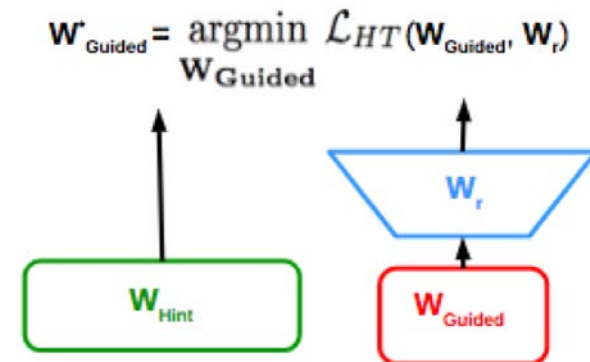 W*Guided = argmin ℒHT(WGuided, Wr)
WGuided
Wr
WHint
WGuided